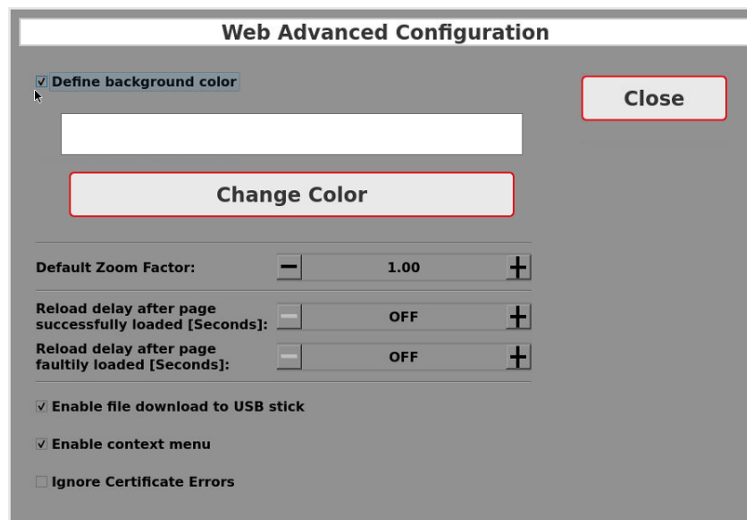 Web Advanced Configuration
Define background color
Close
Change Color
Default Zoom Factor: 1.00
Reload delay after page
successfully loaded [Seconds]: OFF
Reload delay after page
faultily loaded [Seconds]: OFF
Enable file download to USB stick
Enable context menu
Ignore Certificate Errors